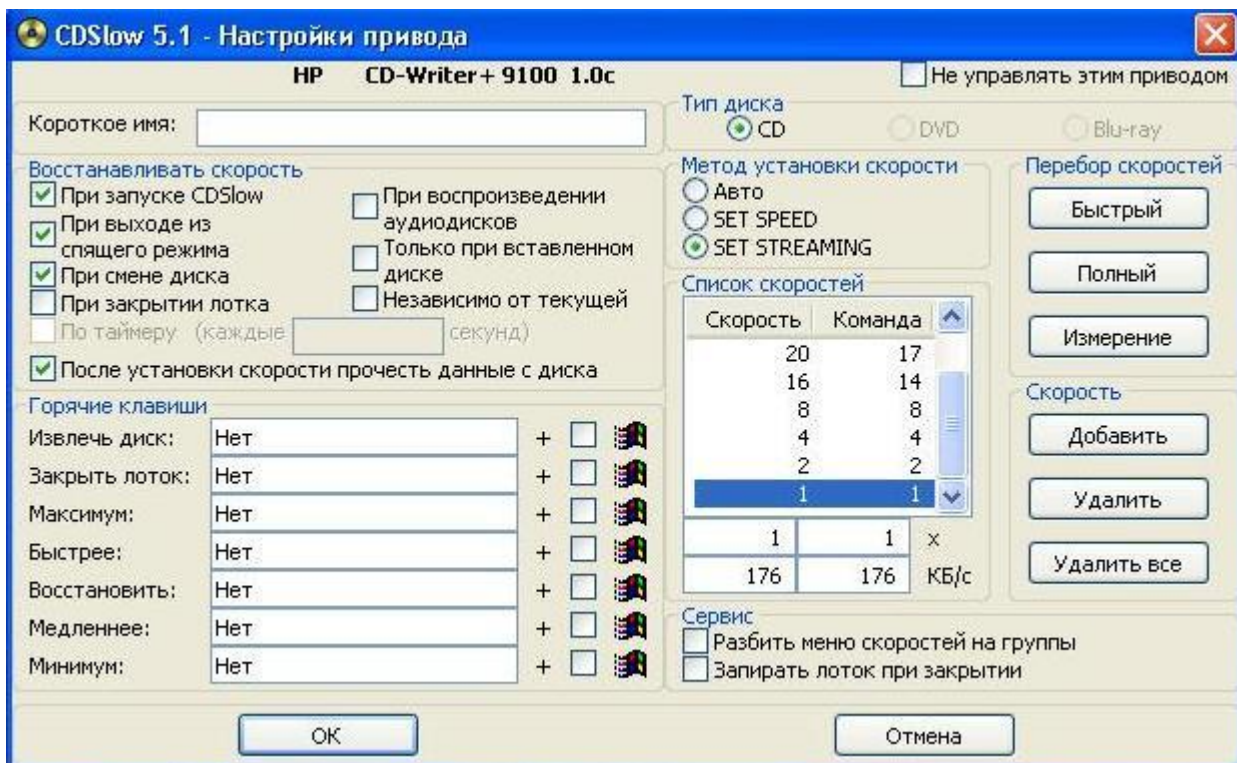 CDSlow 5.1 - Настройки привода
HP CD-Writer+ 9100 1.0c
Не управлять этим приводом
Короткое имя:
Тип диска
CD DVD Blu-ray
Восстанавливать скорость
При запуске CDSlow
При выходе из
спящего режима
При смене диска
При закрытии лотка
По таймеру (каждые секунд)
При воспроизведении
аудиодисков
Только при вставленном
диске
Независимо от текущей
После установки скорости прочесть данные с диска
Метод установки скорости
Авто
SET SPEED
SET STREAMING
Список скоростей
Скорость Команда
20 17
16 14
8 8
4 4
2 2
1 1
1 1 x
176 176 КБ/с
Перебор скоростей
Быстрый
Полный
Измерение
Скорость
Добавить
Удалить
Удалить все
Горячие клавиши
Извлечь диск: Нет +
Закрыть лоток: Нет +
Максимум: Нет +
Быстрее: Нет +
Восстановить: Нет +
Медленнее: Нет +
Минимум: Нет +
Сервис
Разбить меню скоростей на группы
Запирать лоток при закрытии
OK
Отмена